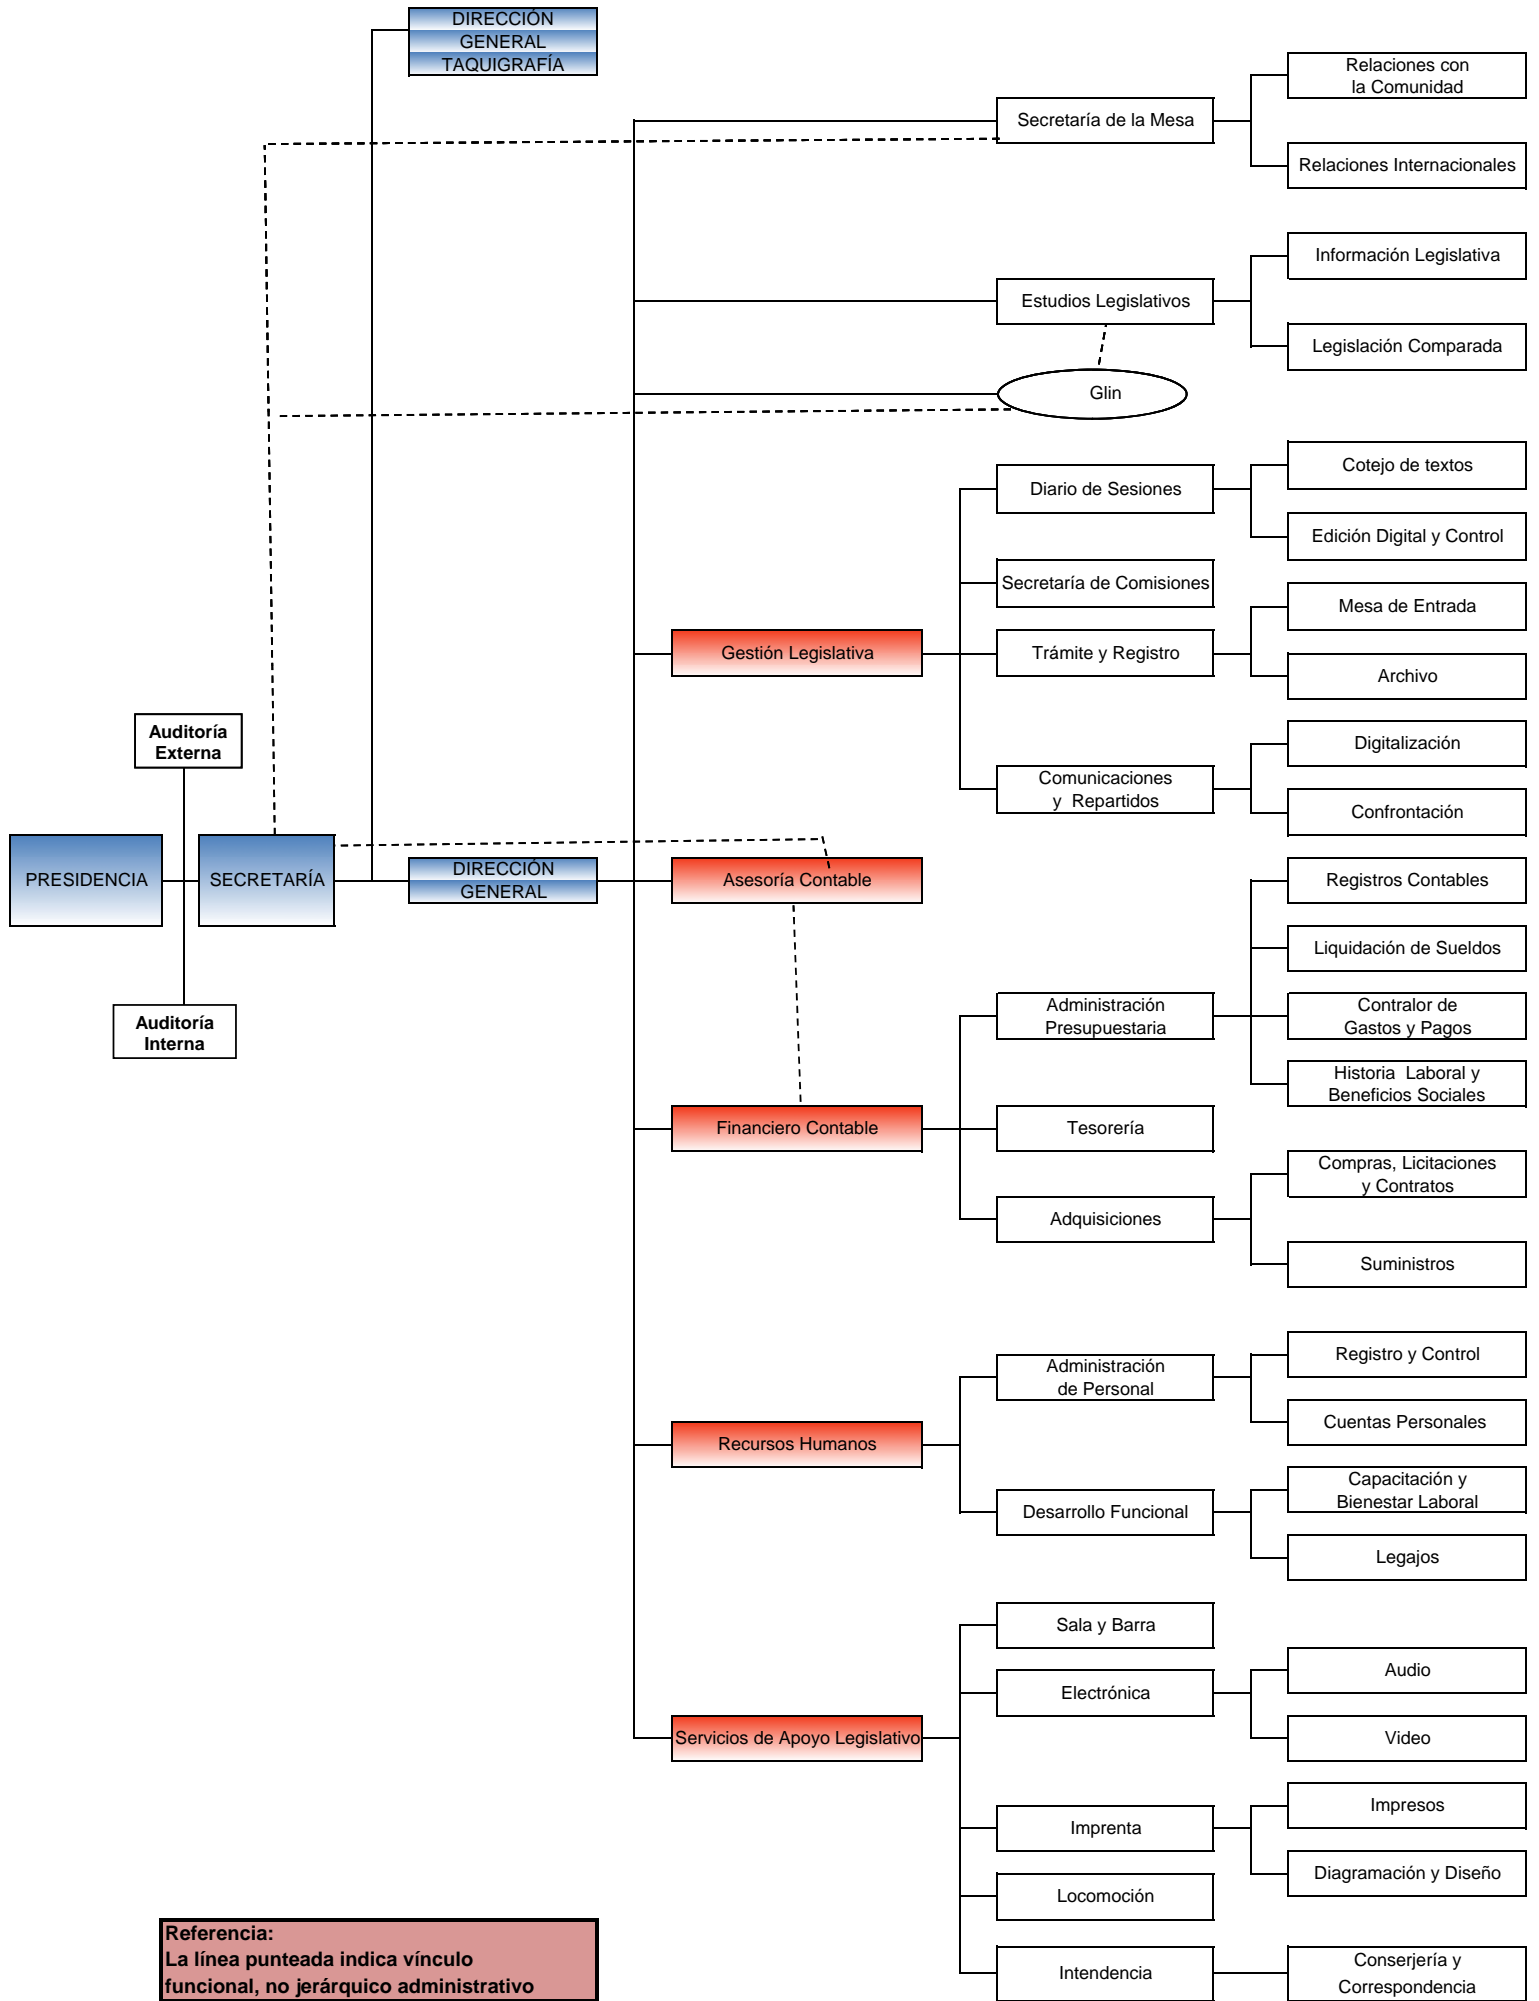 DIRECCIÓN
GENERAL
TAQUIGRAFÍA
Relaciones con
la Comunidad
Secretaría de la Mesa
Relaciones Internacionales
Información Legislativa
Estudios Legislativos
Legislación Comparada
Glin
Cotejo de textos
Diario de Sesiones
Edición Digital y Control
Secretaría de Comisiones
Mesa de Entrada
Gestión Legislativa
Trámite y Registro
Archivo
Auditoría
Externa
Digitalización
Comunicaciones
y Repartidos
Confrontación
PRESIDENCIA
SECRETARÍA
DIRECCIÓN
GENERAL
Asesoría Contable
Registros Contables
Liquidación de Sueldos
Auditoría
Interna
Administración
Presupuestaria
Contralor de
Gastos y Pagos
Historia Laboral y
Beneficios Sociales
Financiero Contable
Tesorería
Compras, Licitaciones
y Contratos
Adquisiciones
Suministros
Registro y Control
Administración
de Personal
Cuentas Personales
Recursos Humanos
Capacitación y
Bienestar Laboral
Desarrollo Funcional
Legajos
Sala y Barra
Audio
Electrónica
Servicios de Apoyo Legislativo
Video
Impresos
Imprenta
Diagramación y Diseño
Locomoción
Intendencia
Conserjería y
Correspondencia
Referencia:
La línea punteada indica vínculo
funcional, no jerárquico administrativo